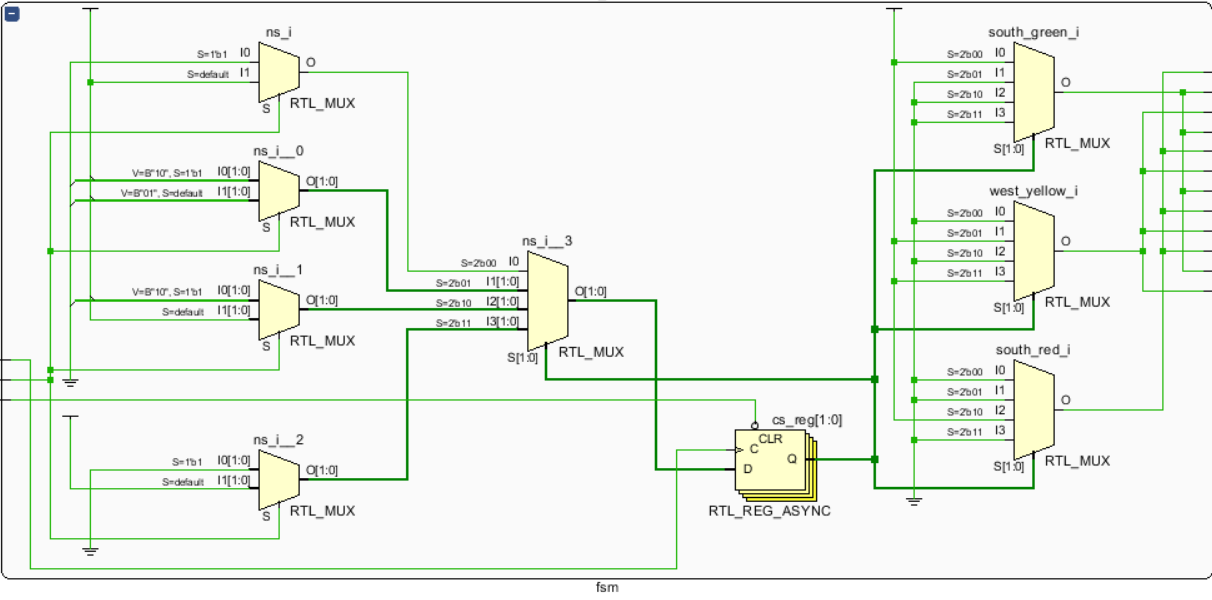 ns_i
S=1'b1 I0
S=default I1
O
S
RTL_MUX
ns_i__0
V=B"10", S=1'b1 I0[1:0]
V=B"01", S=default I1[1:0]
O[1:0]
S
RTL_MUX
ns_i__1
V=B"10", S=1'b1 I0[1:0]
S=default I1[1:0]
O[1:0]
S
RTL_MUX
ns_i__2
S=1'b1 I0[1:0]
S=default I1[1:0]
O[1:0]
S
RTL_MUX
ns_i__3
S=2'b00 I0
S=2'b01 I1[1:0]
S=2'b10 I2[1:0]
S=2'b11 I3[1:0]
O[1:0]
S[1:0]
RTL_MUX
cs_reg[1:0]
CLR
C
D
Q
RTL_REG_ASYNC
south_green_i
S=2'b00 I0
S=2'b01 I1
S=2'b10 I2
S=2'b11 I3
O
S[1:0]
RTL_MUX
west_yellow_i
S=2'b00 I0
S=2'b01 I1
S=2'b10 I2
S=2'b11 I3
O
S[1:0]
RTL_MUX
south_red_i
S=2'b00 I0
S=2'b01 I1
S=2'b10 I2
S=2'b11 I3
O
S[1:0]
RTL_MUX
fsm